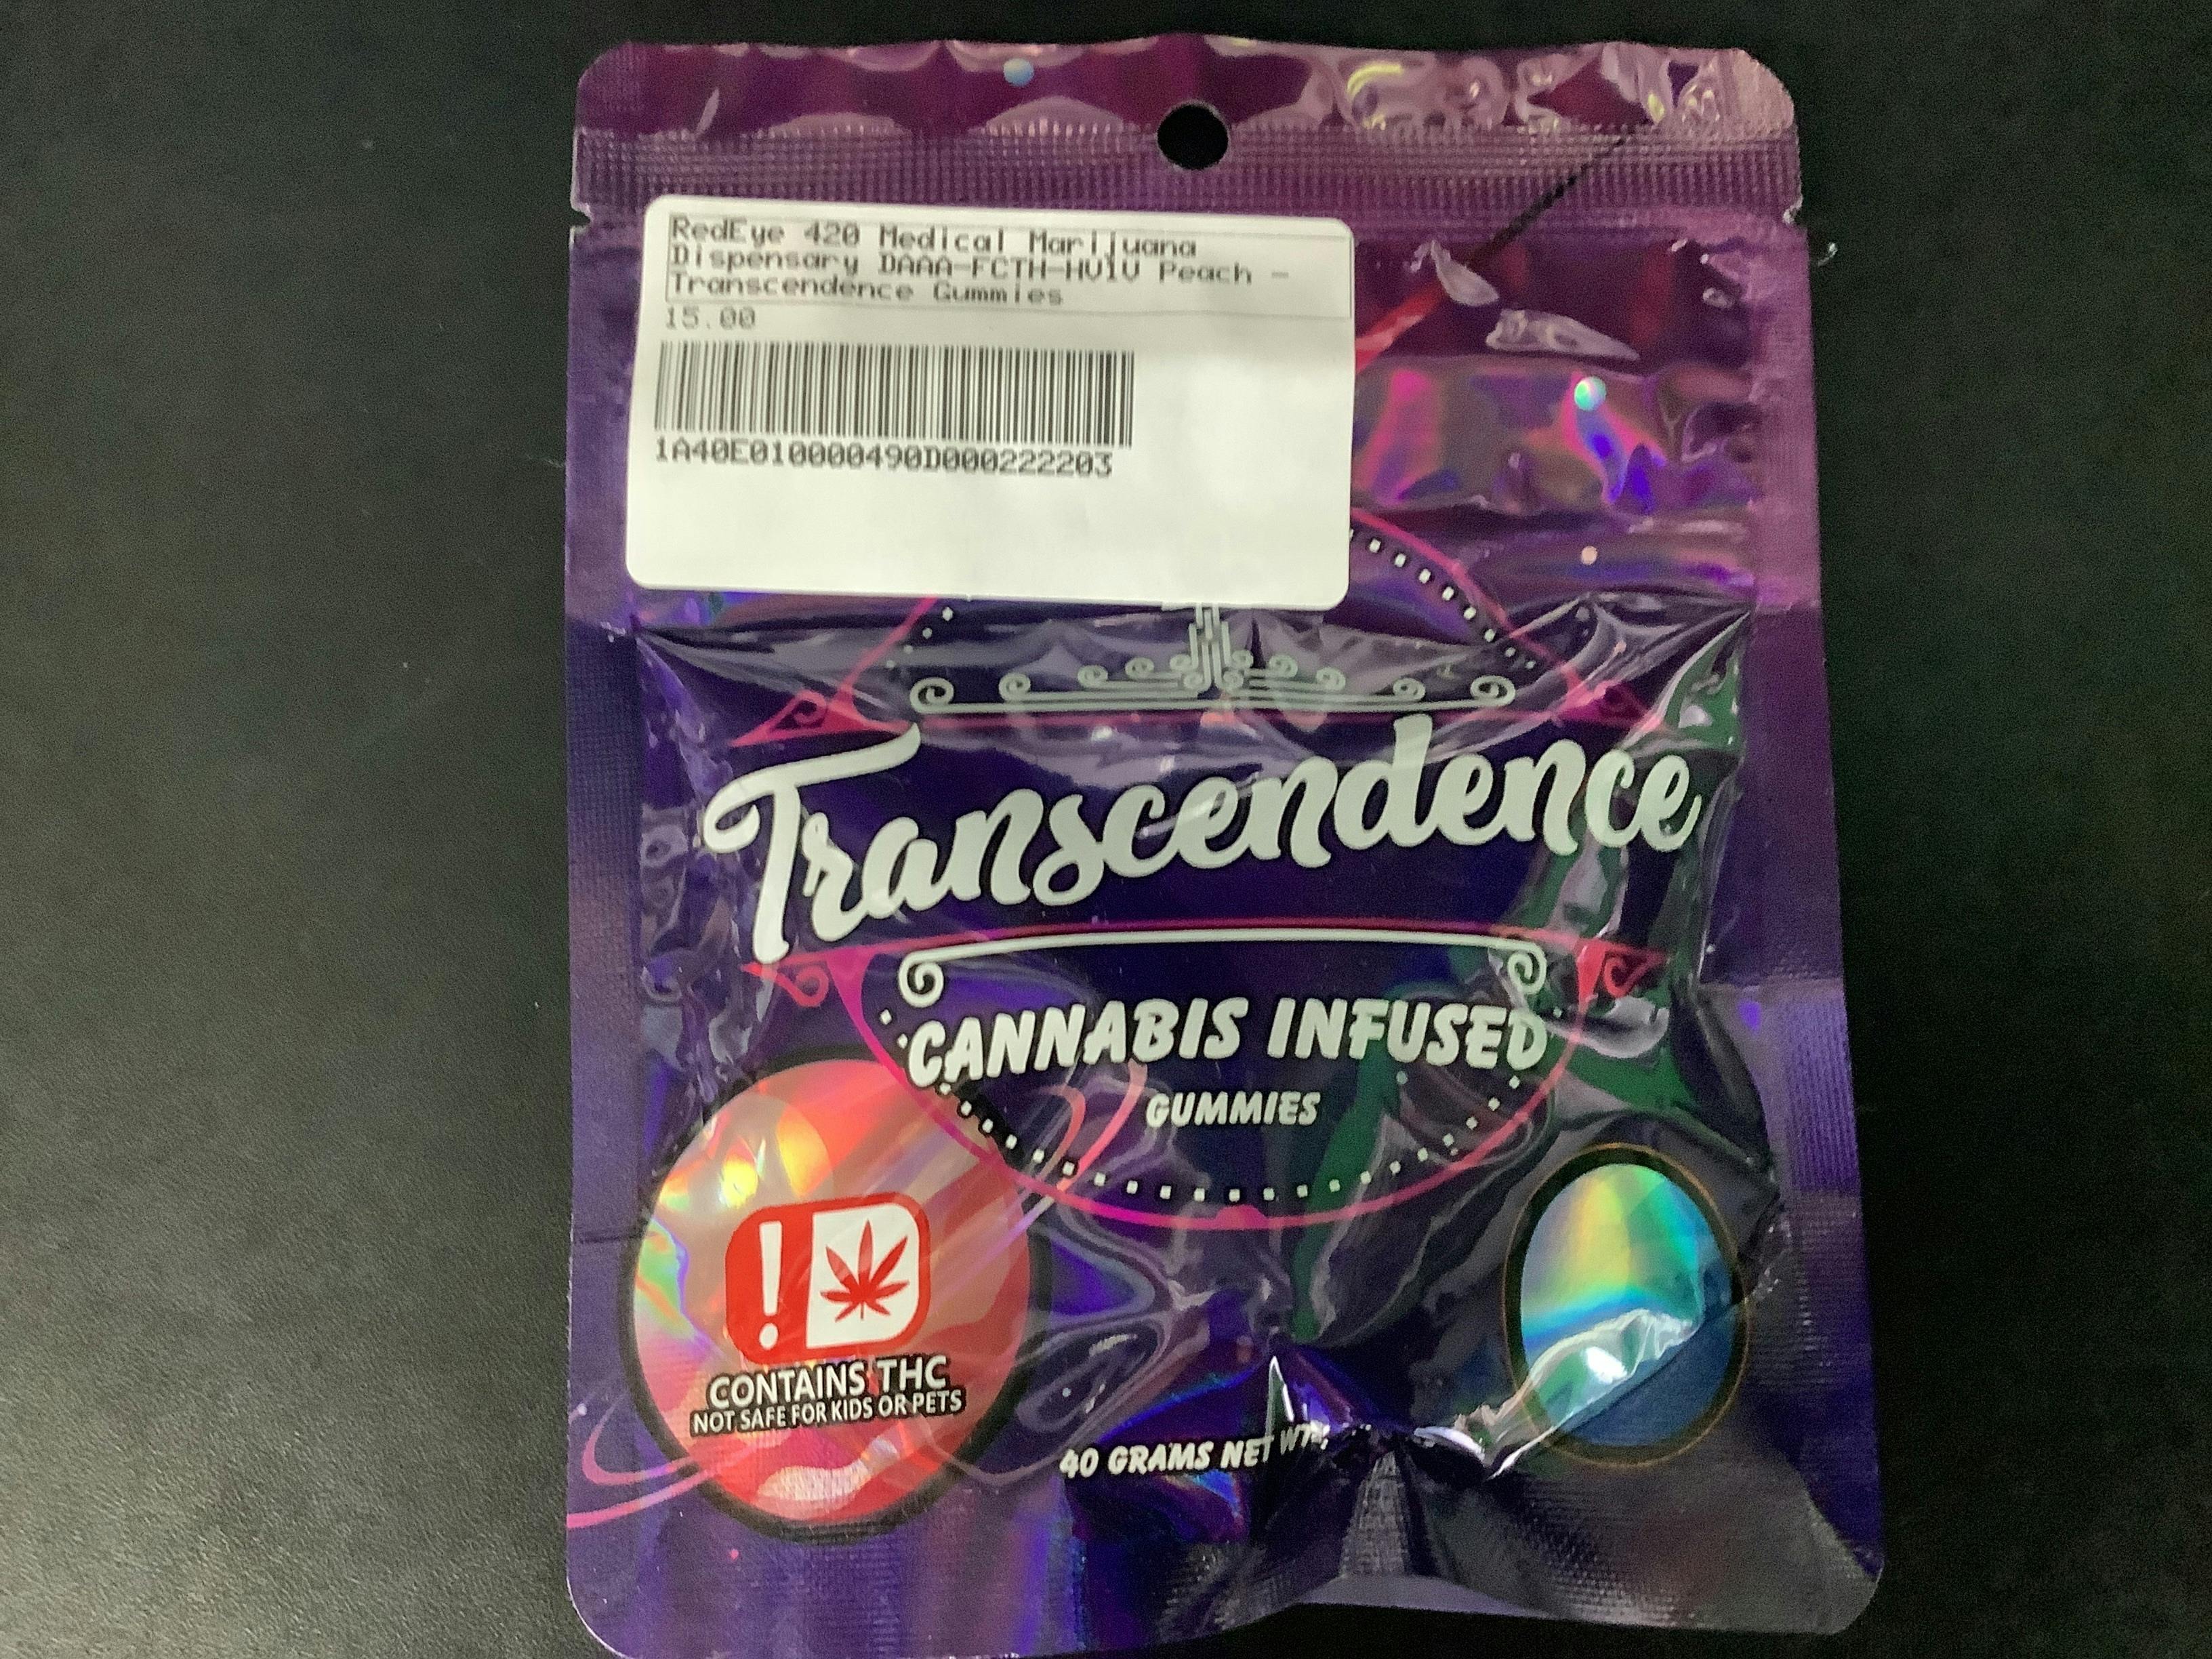 RedEye 420 Medical Marijuana
Dispensary DAAA-FCTH-HV1V Peach -
Transcendence Gummies
15.00
1A40E010000490D000222203
Transcendence
CANNABIS INFUSED
GUMMIES
!
CONTAINS THC
NOT SAFE FOR KIDS OR PETS
40 GRAMS NET WT.